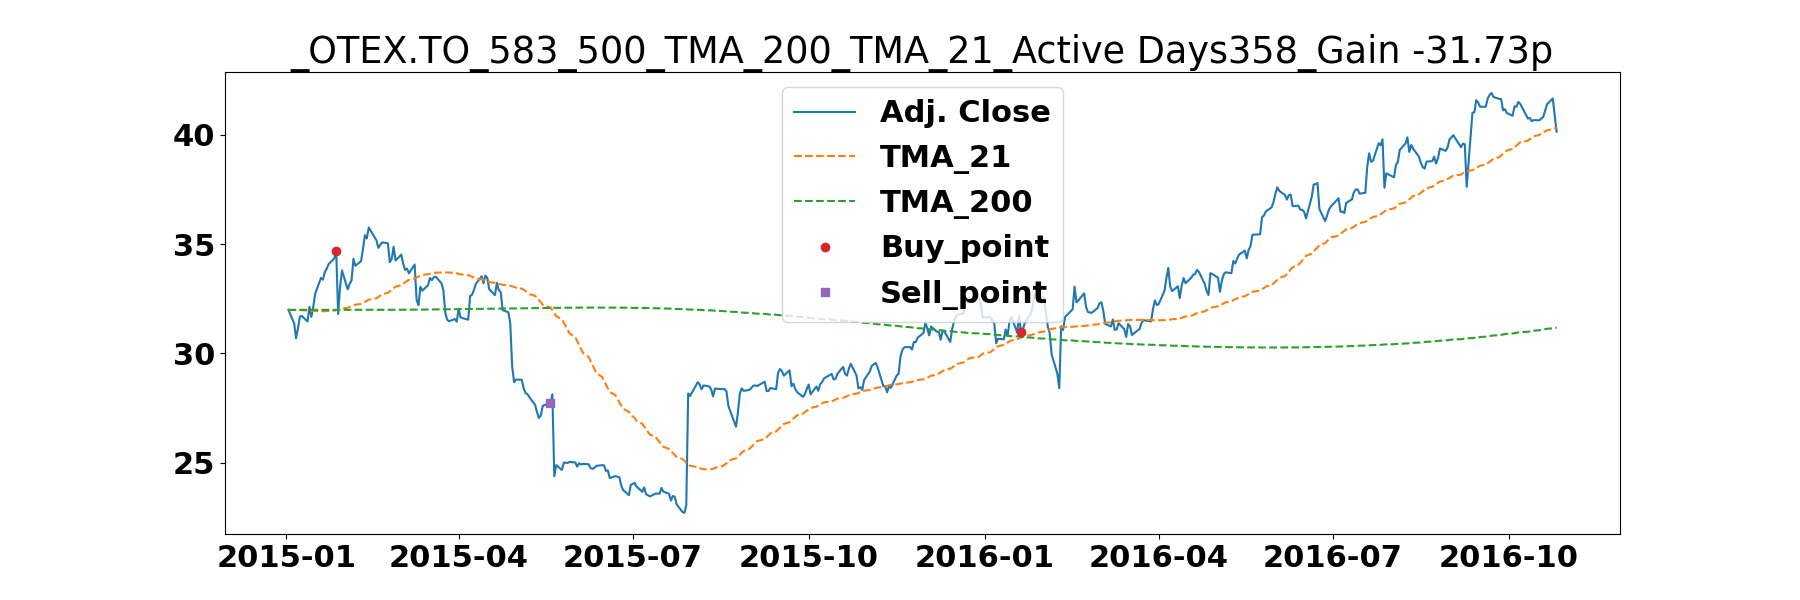 _OTEX.TO_583_500_TMA_200_TMA_21_Active Days358_Gain -31.73p
Adj. Close
TMA_21
TMA_200
Buy_point
Sell_point
40
35
30
25
2015-01 2015-04 2015-07 2015-10 2016-01 2016-04 2016-07 2016-10